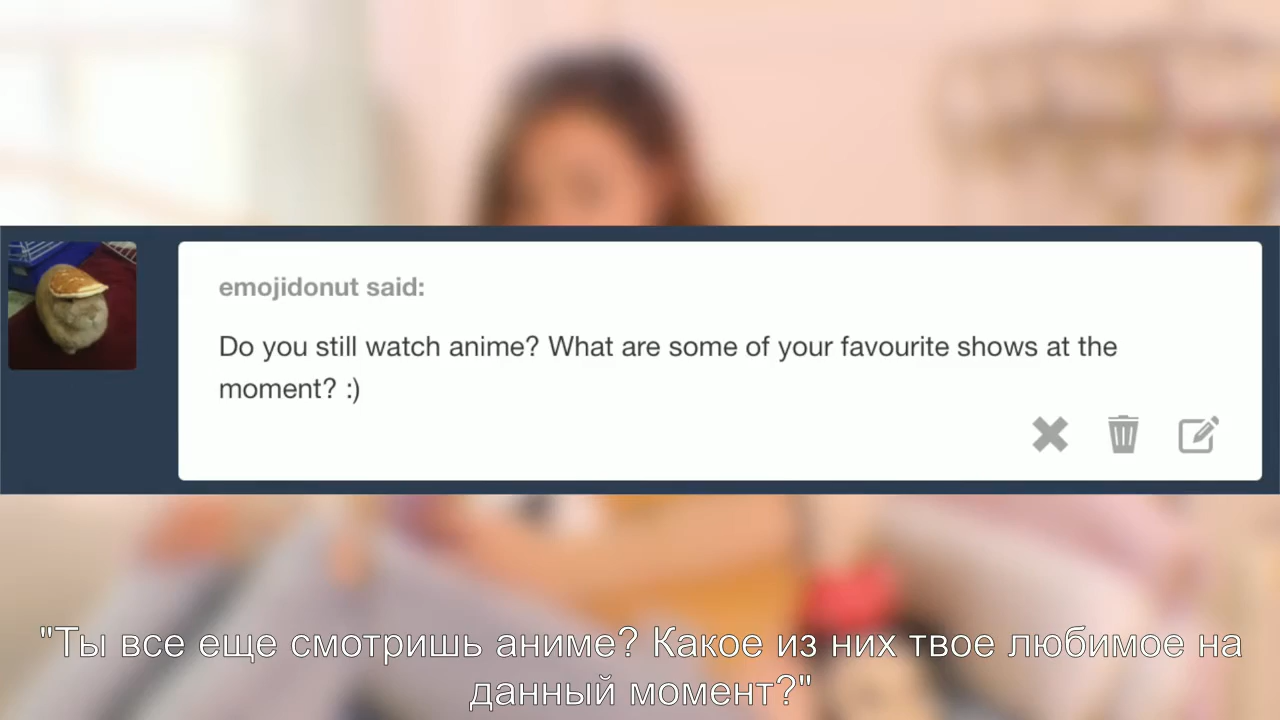 emojidonut said:
Do you still watch anime? What are some of your favourite shows at the
moment? :)
"Ты все еще смотришь аниме? Какое из них твое любимое на
данный момент?"